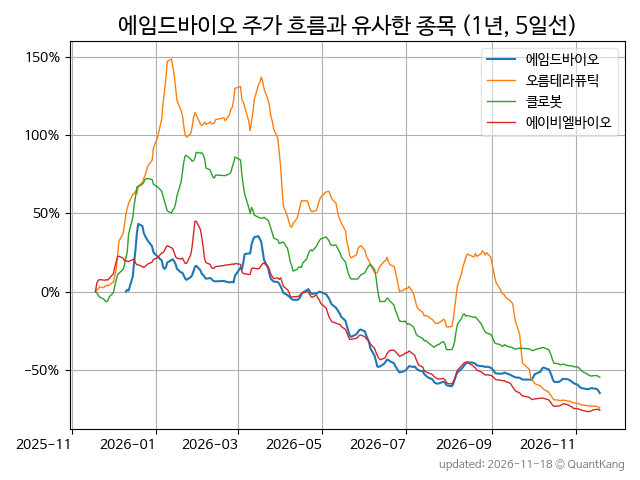 에임드바이오 주가 흐름과 유사한 종목 (1년, 5일선)
에임드바이오
오름테라퓨틱
클로봇
에이비엘바이오
150%
100%
50%
0%
−50%
2025-11 2026-01 2026-03 2026-05 2026-07 2026-09 2026-11
updated: 2026-11-18 © QuantKang